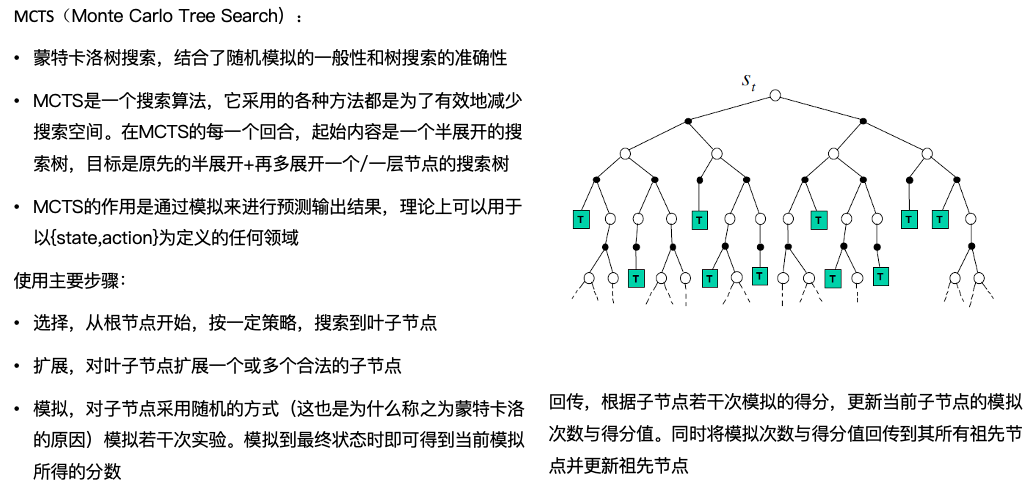 MCTS（Monte Carlo Tree Search）:
• 蒙特卡洛树搜索，结合了随机模拟的一般性和树搜索的准确性
• MCTS是一个搜索算法，它采用的各种方法都是为了有效地减少
搜索空间。在MCTS的每一个回合，起始内容是一个半展开的搜
索树，目标是原先的半展开+再多展开一个/一层节点的搜索树
• MCTS的作用是通过模拟来进行预测输出结果，理论上可以用于
以{state,action}为定义的任何领域
使用主要步骤：
• 选择，从根节点开始，按一定策略，搜索到叶子节点
• 扩展，对叶子节点扩展一个或多个合法的子节点
• 模拟，对子节点采用随机的方式（这也是为什么称之为蒙特卡洛
的原因）模拟若干次实验。模拟到最终状态时即可得到当前模拟
所得的分数
s_t
T T T T T
T T T T T
回传，根据子节点若干次模拟的得分，更新当前子节点的模拟
次数与得分值。同时将模拟次数与得分值回传到其所有祖先节
点并更新祖先节点